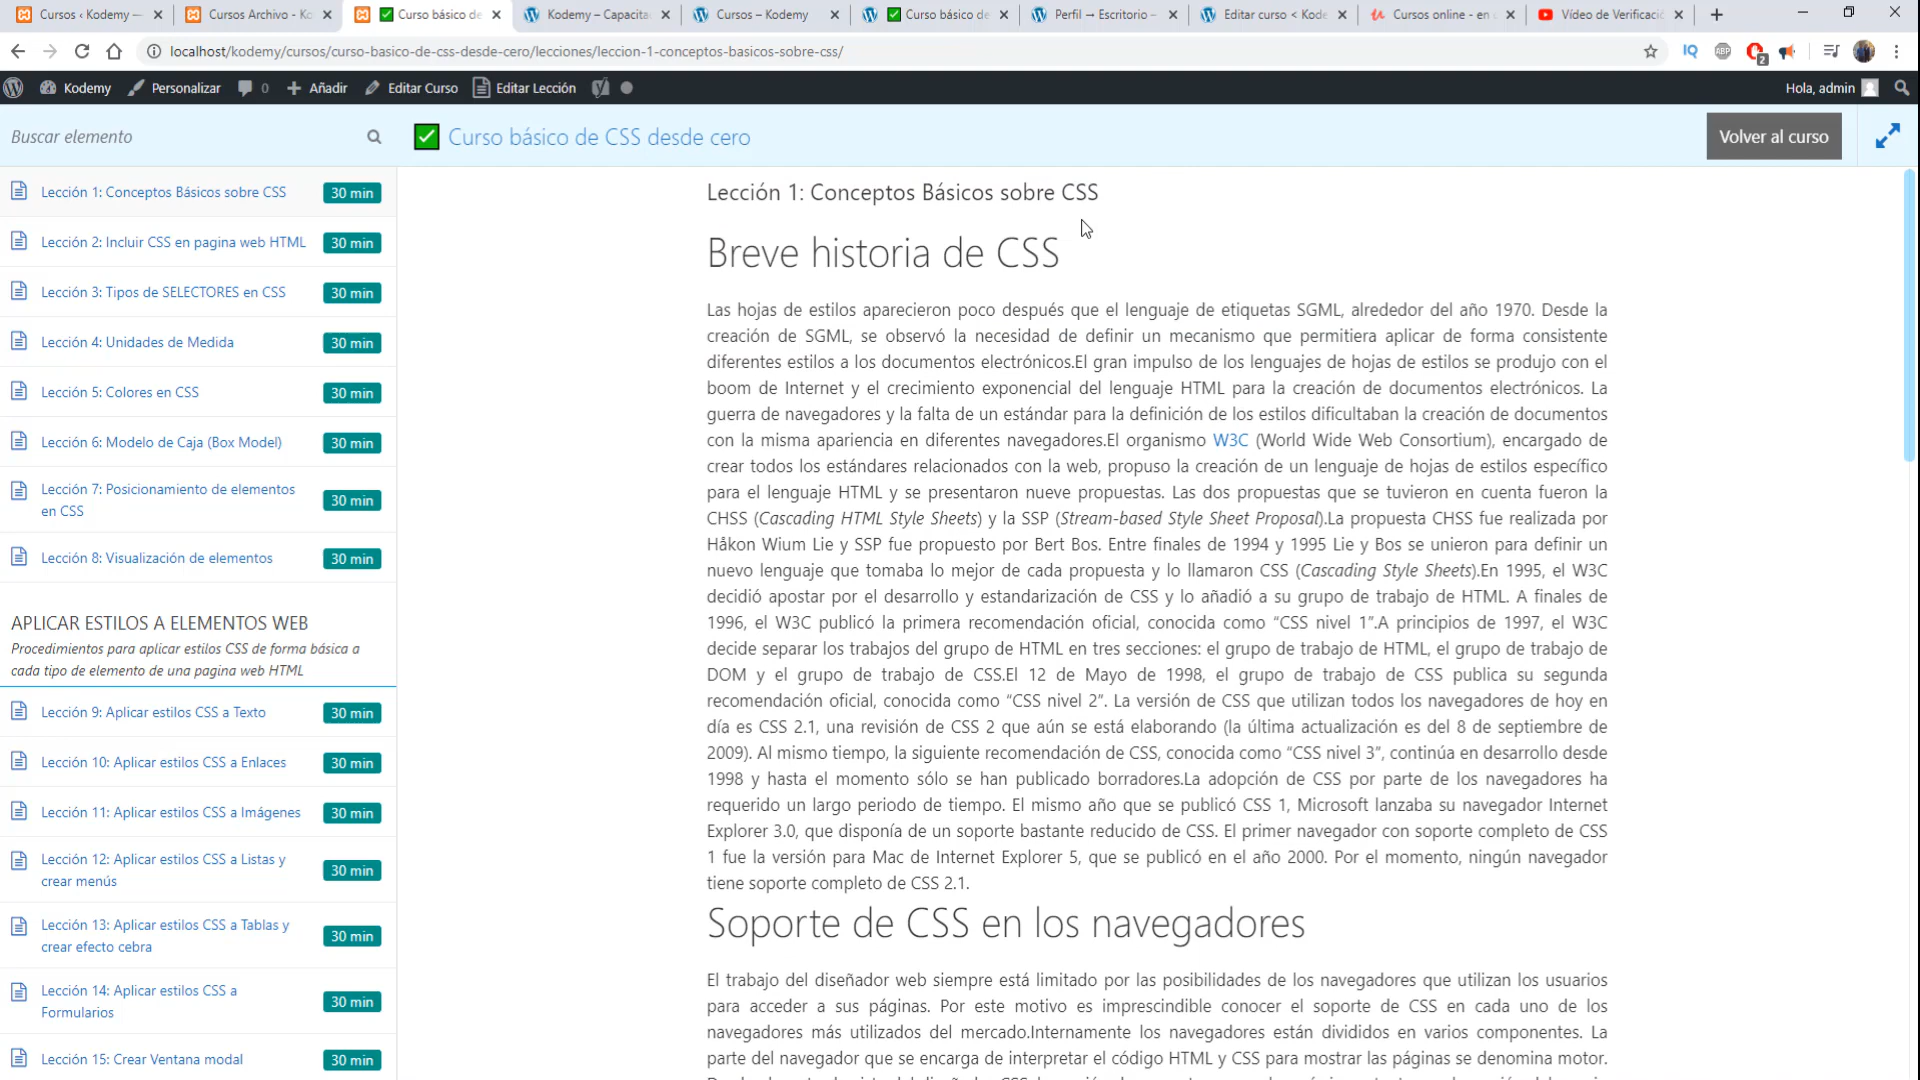 Cursos ‹ Kodemy —
Cursos Archivo - Ko
Curso básico de
Kodemy – Capacita
Cursos – Kodemy
Curso básico de
Perfil → Escritorio –
Editar curso < Kode
Cursos online - en
Vídeo de Verificació
localhost/kodemy/cursos/curso-basico-de-css-desde-cero/lecciones/leccion-1-conceptos-basicos-sobre-css/
IQ
ABP
2
Kodemy
Personalizar
0
Añadir
Editar Curso
Editar Lección
Hola, admin
Buscar elemento
Curso básico de CSS desde cero
Volver al curso
Lección 1: Conceptos Básicos sobre CSS 30 min
Lección 2: Incluir CSS en pagina web HTML 30 min
Lección 3: Tipos de SELECTORES en CSS 30 min
Lección 4: Unidades de Medida 30 min
Lección 5: Colores en CSS 30 min
Lección 6: Modelo de Caja (Box Model) 30 min
Lección 7: Posicionamiento de elementos
en CSS 30 min
Lección 8: Visualización de elementos 30 min
APLICAR ESTILOS A ELEMENTOS WEB
Procedimientos para aplicar estilos CSS de forma básica a
cada tipo de elemento de una pagina web HTML
Lección 9: Aplicar estilos CSS a Texto 30 min
Lección 10: Aplicar estilos CSS a Enlaces 30 min
Lección 11: Aplicar estilos CSS a Imágenes 30 min
Lección 12: Aplicar estilos CSS a Listas y
crear menús 30 min
Lección 13: Aplicar estilos CSS a Tablas y
crear efecto cebra 30 min
Lección 14: Aplicar estilos CSS a
Formularios 30 min
Lección 15: Crear Ventana modal 30 min
Lección 1: Conceptos Básicos sobre CSS
Breve historia de CSS
Las hojas de estilos aparecieron poco después que el lenguaje de etiquetas SGML, alrededor del año 1970. Desde la
creación de SGML, se observó la necesidad de definir un mecanismo que permitiera aplicar de forma consistente
diferentes estilos a los documentos electrónicos.El gran impulso de los lenguajes de hojas de estilos se produjo con el
boom de Internet y el crecimiento exponencial del lenguaje HTML para la creación de documentos electrónicos. La
guerra de navegadores y la falta de un estándar para la definición de los estilos dificultaban la creación de documentos
con la misma apariencia en diferentes navegadores.El organismo W3C (World Wide Web Consortium), encargado de
crear todos los estándares relacionados con la web, propuso la creación de un lenguaje de hojas de estilos específico
para el lenguaje HTML y se presentaron nueve propuestas. Las dos propuestas que se tuvieron en cuenta fueron la
CHSS (Cascading HTML Style Sheets) y la SSP (Stream-based Style Sheet Proposal).La propuesta CHSS fue realizada por
Håkon Wium Lie y SSP fue propuesto por Bert Bos. Entre finales de 1994 y 1995 Lie y Bos se unieron para definir un
nuevo lenguaje que tomaba lo mejor de cada propuesta y lo llamaron CSS (Cascading Style Sheets).En 1995, el W3C
decidió apostar por el desarrollo y estandarización de CSS y lo añadió a su grupo de trabajo de HTML. A finales de
1996, el W3C publicó la primera recomendación oficial, conocida como “CSS nivel 1”.A principios de 1997, el W3C
decide separar los trabajos del grupo de HTML en tres secciones: el grupo de trabajo de HTML, el grupo de trabajo de
DOM y el grupo de trabajo de CSS.El 12 de Mayo de 1998, el grupo de trabajo de CSS publica su segunda
recomendación oficial, conocida como “CSS nivel 2”. La versión de CSS que utilizan todos los navegadores de hoy en
día es CSS 2.1, una revisión de CSS 2 que aún se está elaborando (la última actualización es del 8 de septiembre de
2009). Al mismo tiempo, la siguiente recomendación de CSS, conocida como “CSS nivel 3”, continúa en desarrollo desde
1998 y hasta el momento sólo se han publicado borradores.La adopción de CSS por parte de los navegadores ha
requerido un largo periodo de tiempo. El mismo año que se publicó CSS 1, Microsoft lanzaba su navegador Internet
Explorer 3.0, que disponía de un soporte bastante reducido de CSS. El primer navegador con soporte completo de CSS
1 fue la versión para Mac de Internet Explorer 5, que se publicó en el año 2000. Por el momento, ningún navegador
tiene soporte completo de CSS 2.1.
Soporte de CSS en los navegadores
El trabajo del diseñador web siempre está limitado por las posibilidades de los navegadores que utilizan los usuarios
para acceder a sus páginas. Por este motivo es imprescindible conocer el soporte de CSS en cada uno de los
navegadores más utilizados del mercado.Internamente los navegadores están divididos en varios componentes. La
parte del navegador que se encarga de interpretar el código HTML y CSS para mostrar las páginas se denomina motor.